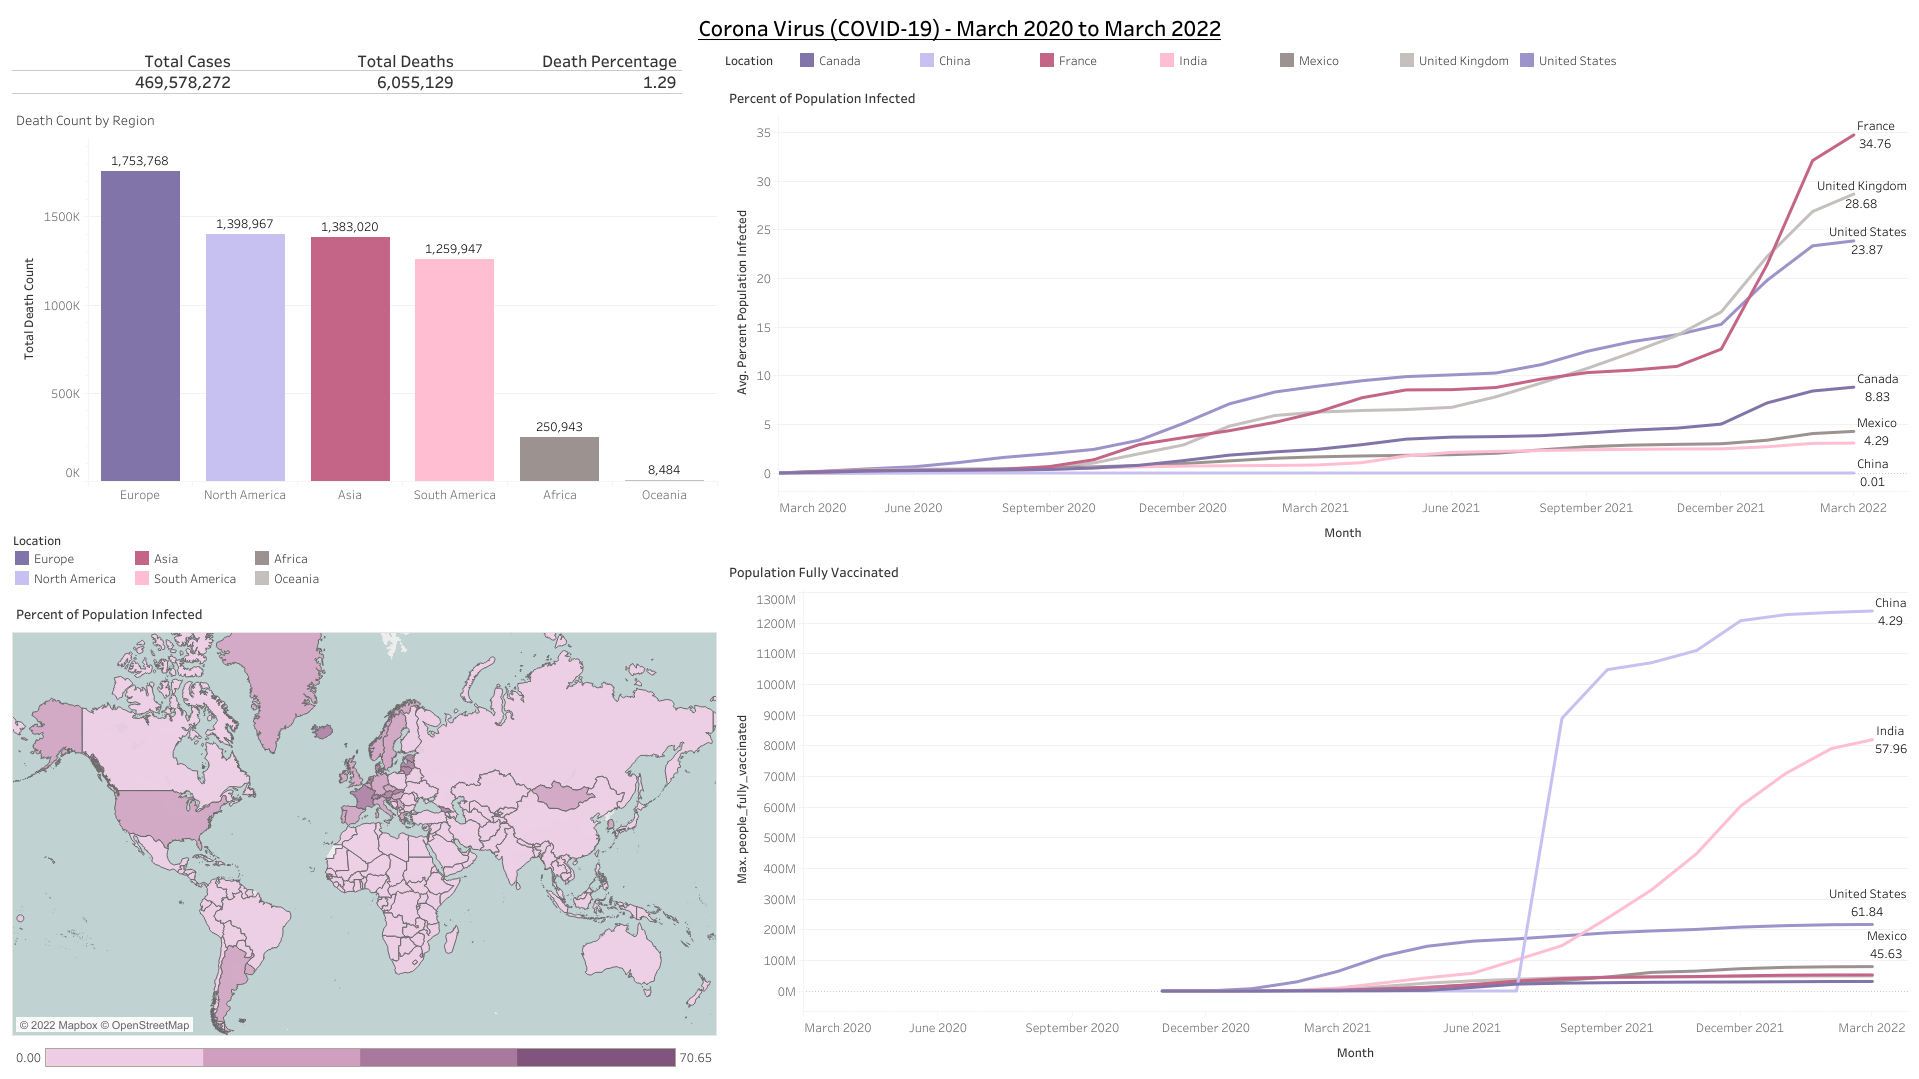 Corona Virus (COVID-19) - March 2020 to March 2022
Total Cases Total Deaths Death Percentage
469,578,272 6,055,129 1.29
Death Count by Region
Total Death Count
1500K
1000K
500K
0K
1,753,768
1,398,967
1,383,020
1,259,947
250,943
8,484
Europe North America Asia South America Africa Oceania
Location
Europe Asia Africa
North America South America Oceania
Percent of Population Infected
© 2022 Mapbox © OpenStreetMap
0.00 70.65
Location Canada China France India Mexico United Kingdom United States
Percent of Population Infected
Avg. Percent Population Infected
35
30
25
20
15
10
5
0
France
34.76
United Kingdom
28.68
United States
23.87
Canada
8.83
Mexico
4.29
China
0.01
March 2020 June 2020 September 2020 December 2020 March 2021 June 2021 September 2021 December 2021 March 2022
Month
Population Fully Vaccinated
Max. people_fully_vaccinated
1300M
1200M
1100M
1000M
900M
800M
700M
600M
500M
400M
300M
200M
100M
0M
China
4.29
India
57.96
United States
61.84
Mexico
45.63
March 2020 June 2020 September 2020 December 2020 March 2021 June 2021 September 2021 December 2021 March 2022
Month